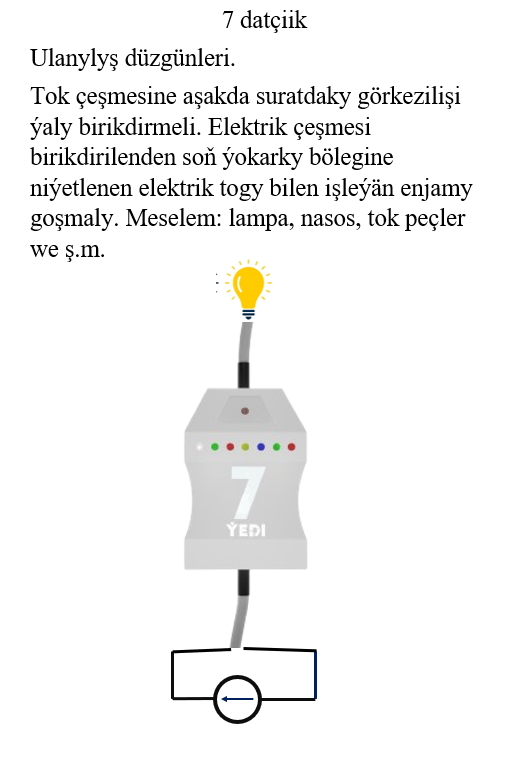 7 datçiik
Ulanylyş düzgünleri.
Tok çeşmesine aşakda suratdaky görkezilişi
ýaly birikdirmeli. Elektrik çeşmesi
birikdirilenden soň ýokarky bölegine
niýetlenen elektrik togy bilen işleýän enjamy
goşmaly. Meselem: lampa, nasos, tok peçler
we ş.m.
7
ÝEDI